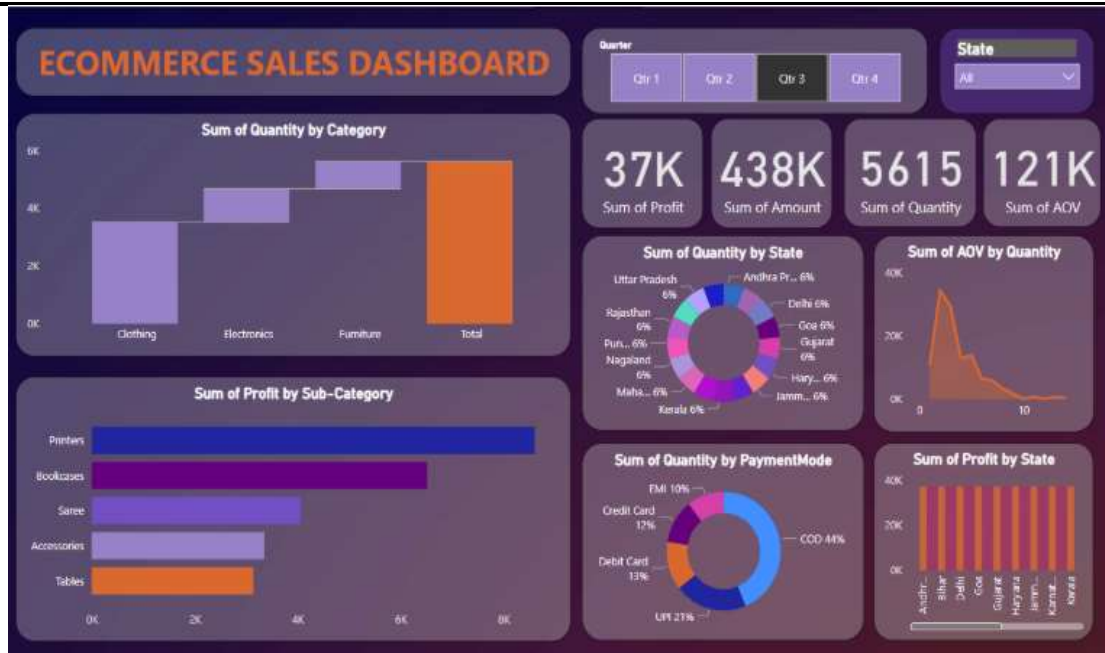 ECOMMERCE SALES DASHBOARD
Quarter
Qtr 1
Qtr 2
Qtr 3
Qtr 4
State
All
Sum of Quantity by Category
6K
4K
2K
0K
Clothing
Electronics
Furniture
Total
37K
Sum of Profit
438K
Sum of Amount
5615
Sum of Quantity
121K
Sum of AOV
Sum of Quantity by State
Uttar Pradesh
6%
Rajasthan
6%
Pun... 6%
Nagaland
6%
Maha... 6%
Kerala 6%
Andhra Pr... 6%
Delhi 6%
Goa 6%
Gujarat
6%
Hary... 6%
Jamm... 6%
Sum of AOV by Quantity
40K
20K
0K
0
10
Sum of Profit by Sub-Category
Printers
Bookcases
Saree
Accessories
Tables
0K
2K
4K
6K
8K
Sum of Quantity by PaymentMode
EMI 10%
Credit Card
12%
Debit Card
13%
UPI 21%
COD 44%
Sum of Profit by State
40K
20K
0K
Andhr...
Bihar
Delhi
Goa
Gujarat
Haryana
Jamm...
Karnat...
Kerala